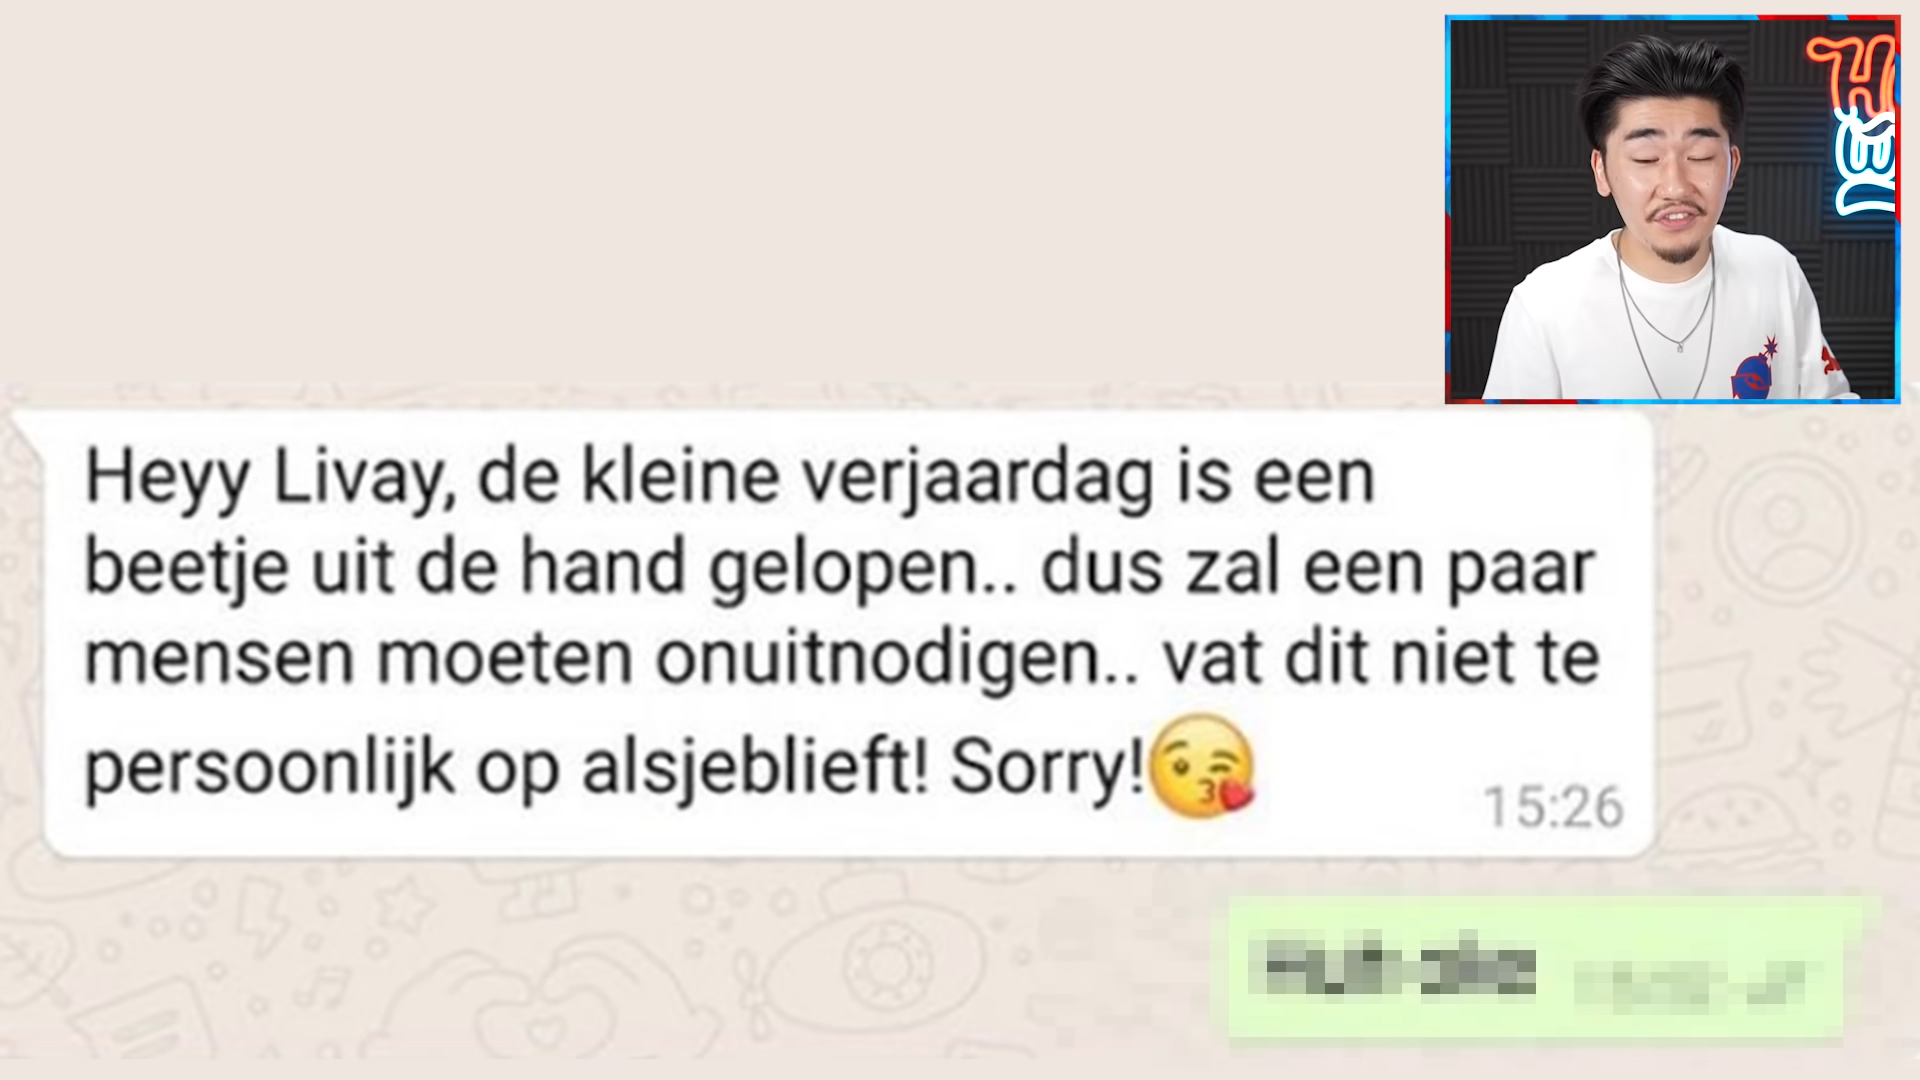 Heyy Livay, de kleine verjaardag is een
beetje uit de hand gelopen.. dus zal een paar
mensen moeten onuitnodigen.. vat dit niet te
persoonlijk op alsjeblieft! Sorry!😘
15:26